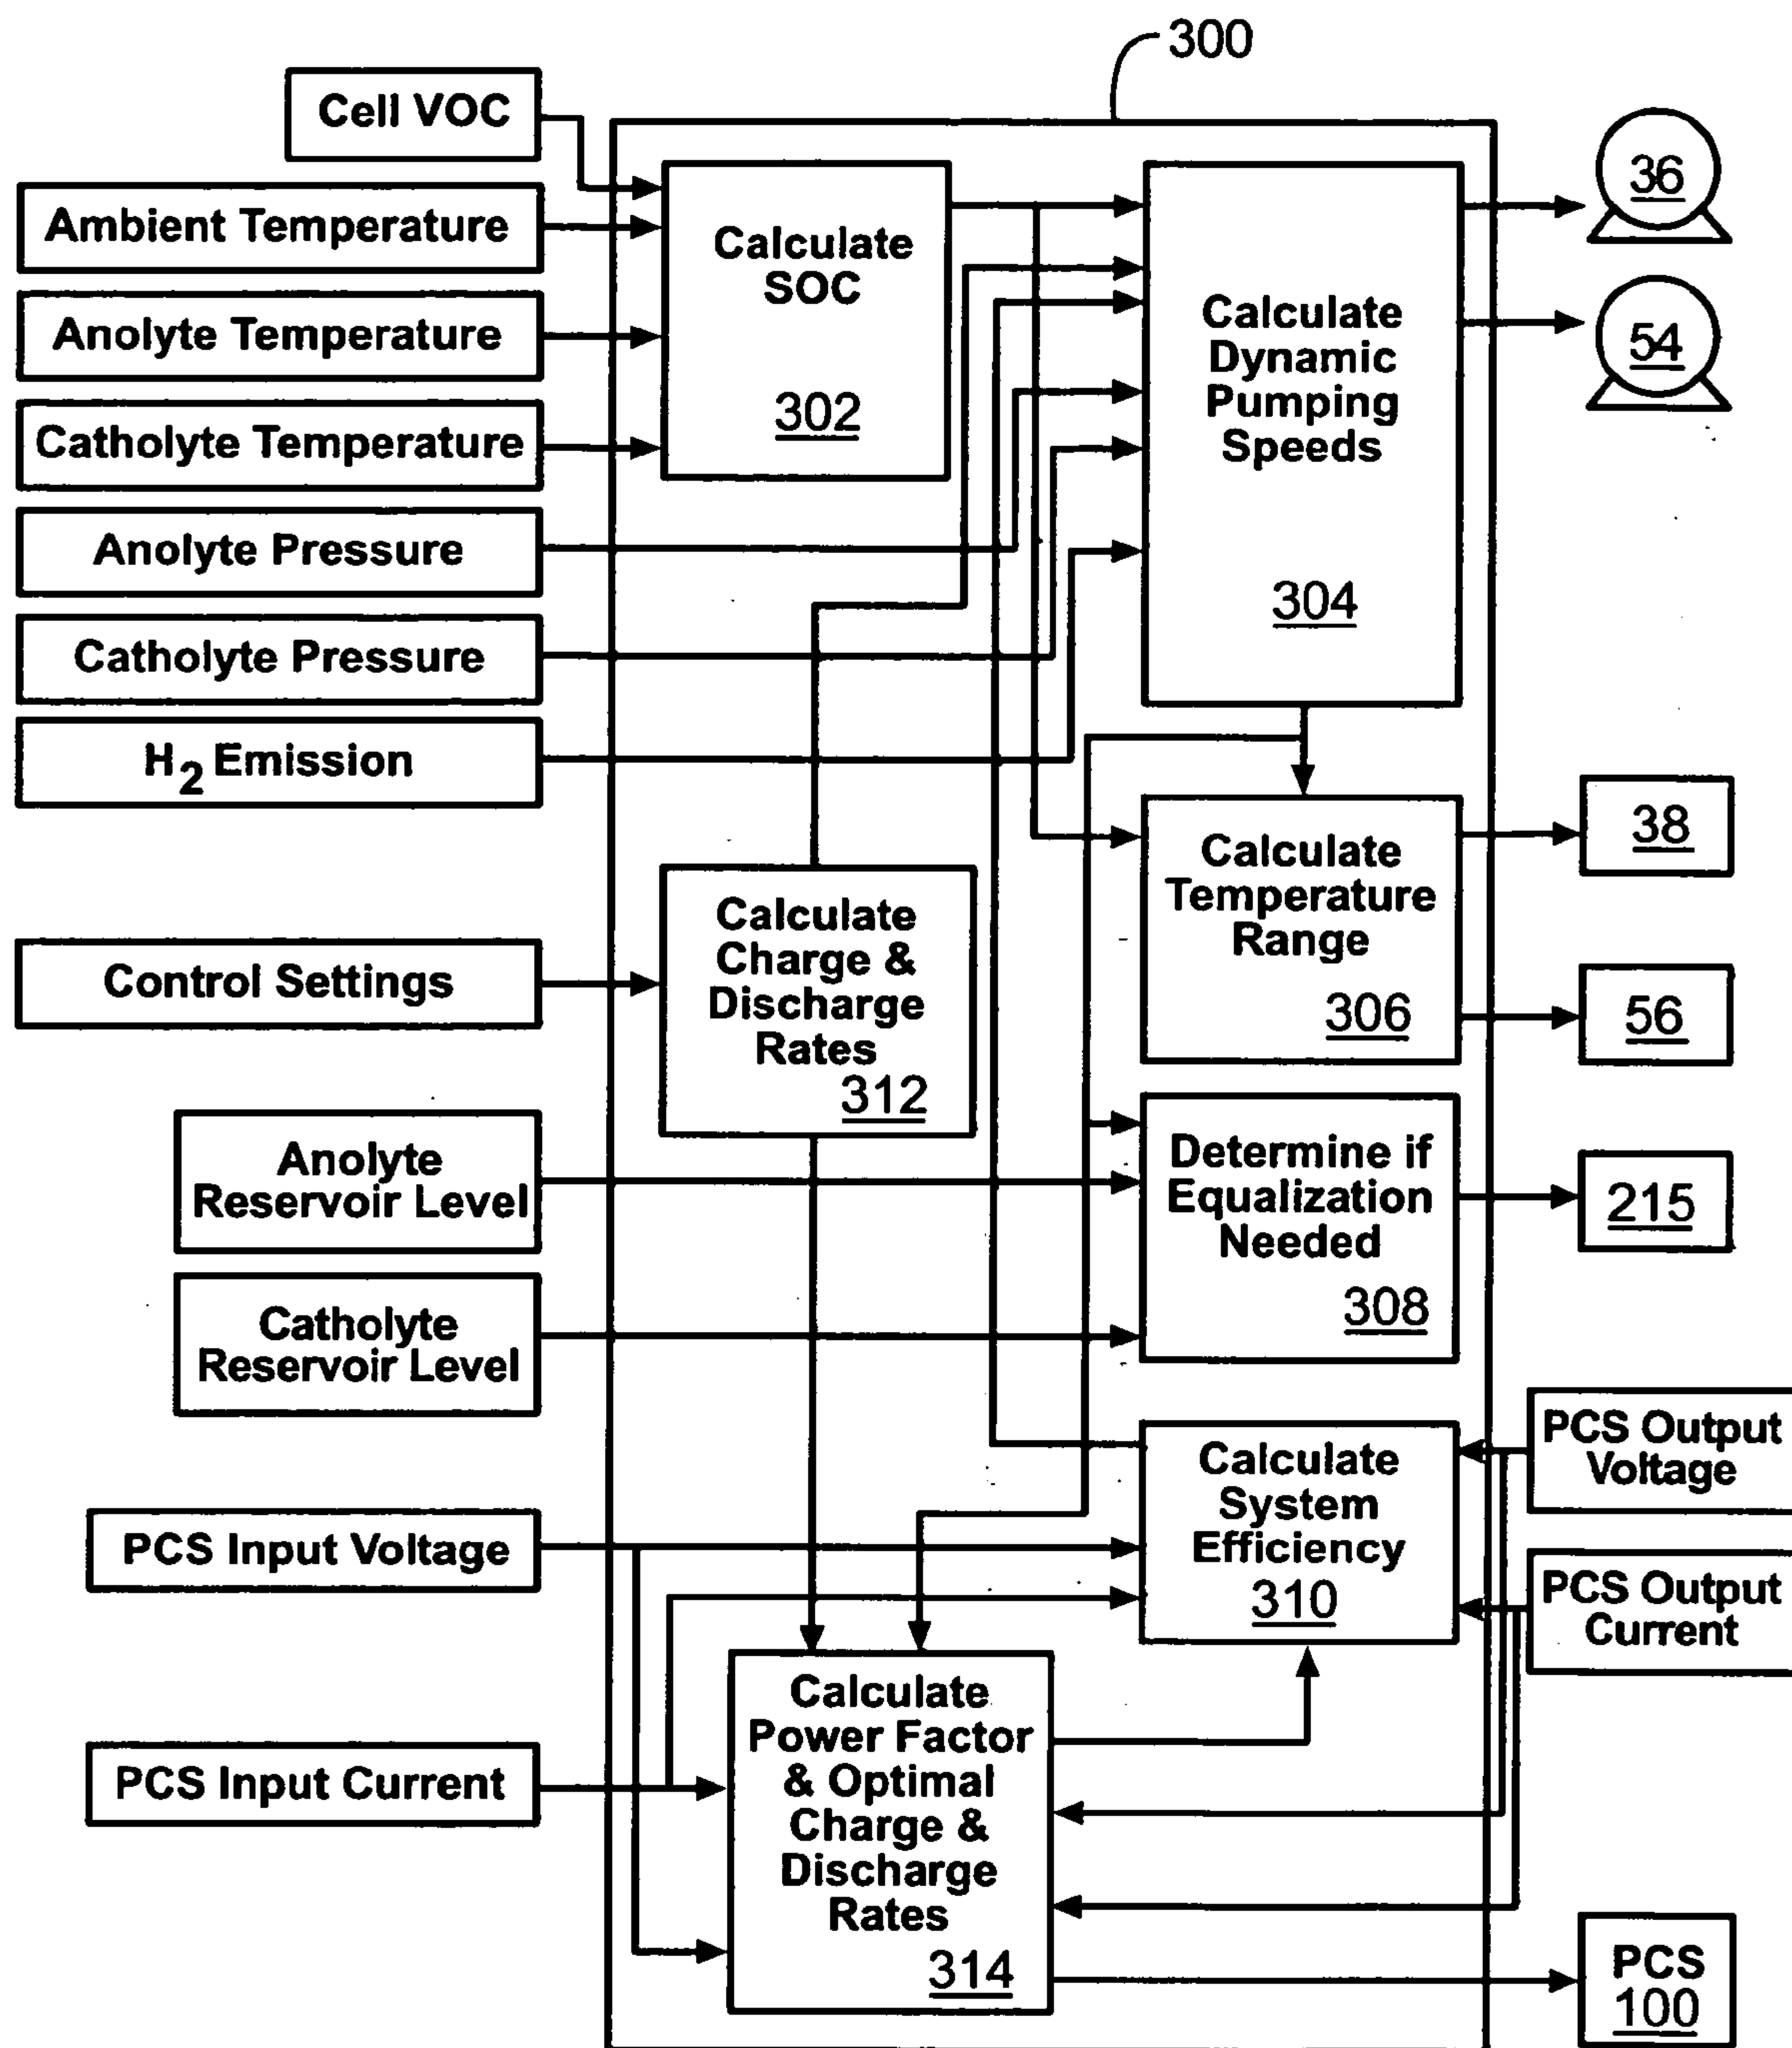 300
Cell VOC
Ambient Temperature
Anolyte Temperature
Catholyte Temperature
Anolyte Pressure
Catholyte Pressure
H2 Emission
Control Settings
Anolyte
Reservoir Level
Catholyte
Reservoir Level
PCS Input Voltage
PCS Input Current
Calculate
SOC
302
Calculate
Charge &
Discharge
Rates
312
Calculate
Power Factor
& Optimal
Charge &
Discharge
Rates
314
Calculate
Dynamic
Pumping
Speeds
304
Calculate
Temperature
Range
306
Determine if
Equalization
Needed
308
Calculate
System
Efficiency
310
36
54
38
56
215
PCS Output
Voltage
PCS Output
Current
PCS
100